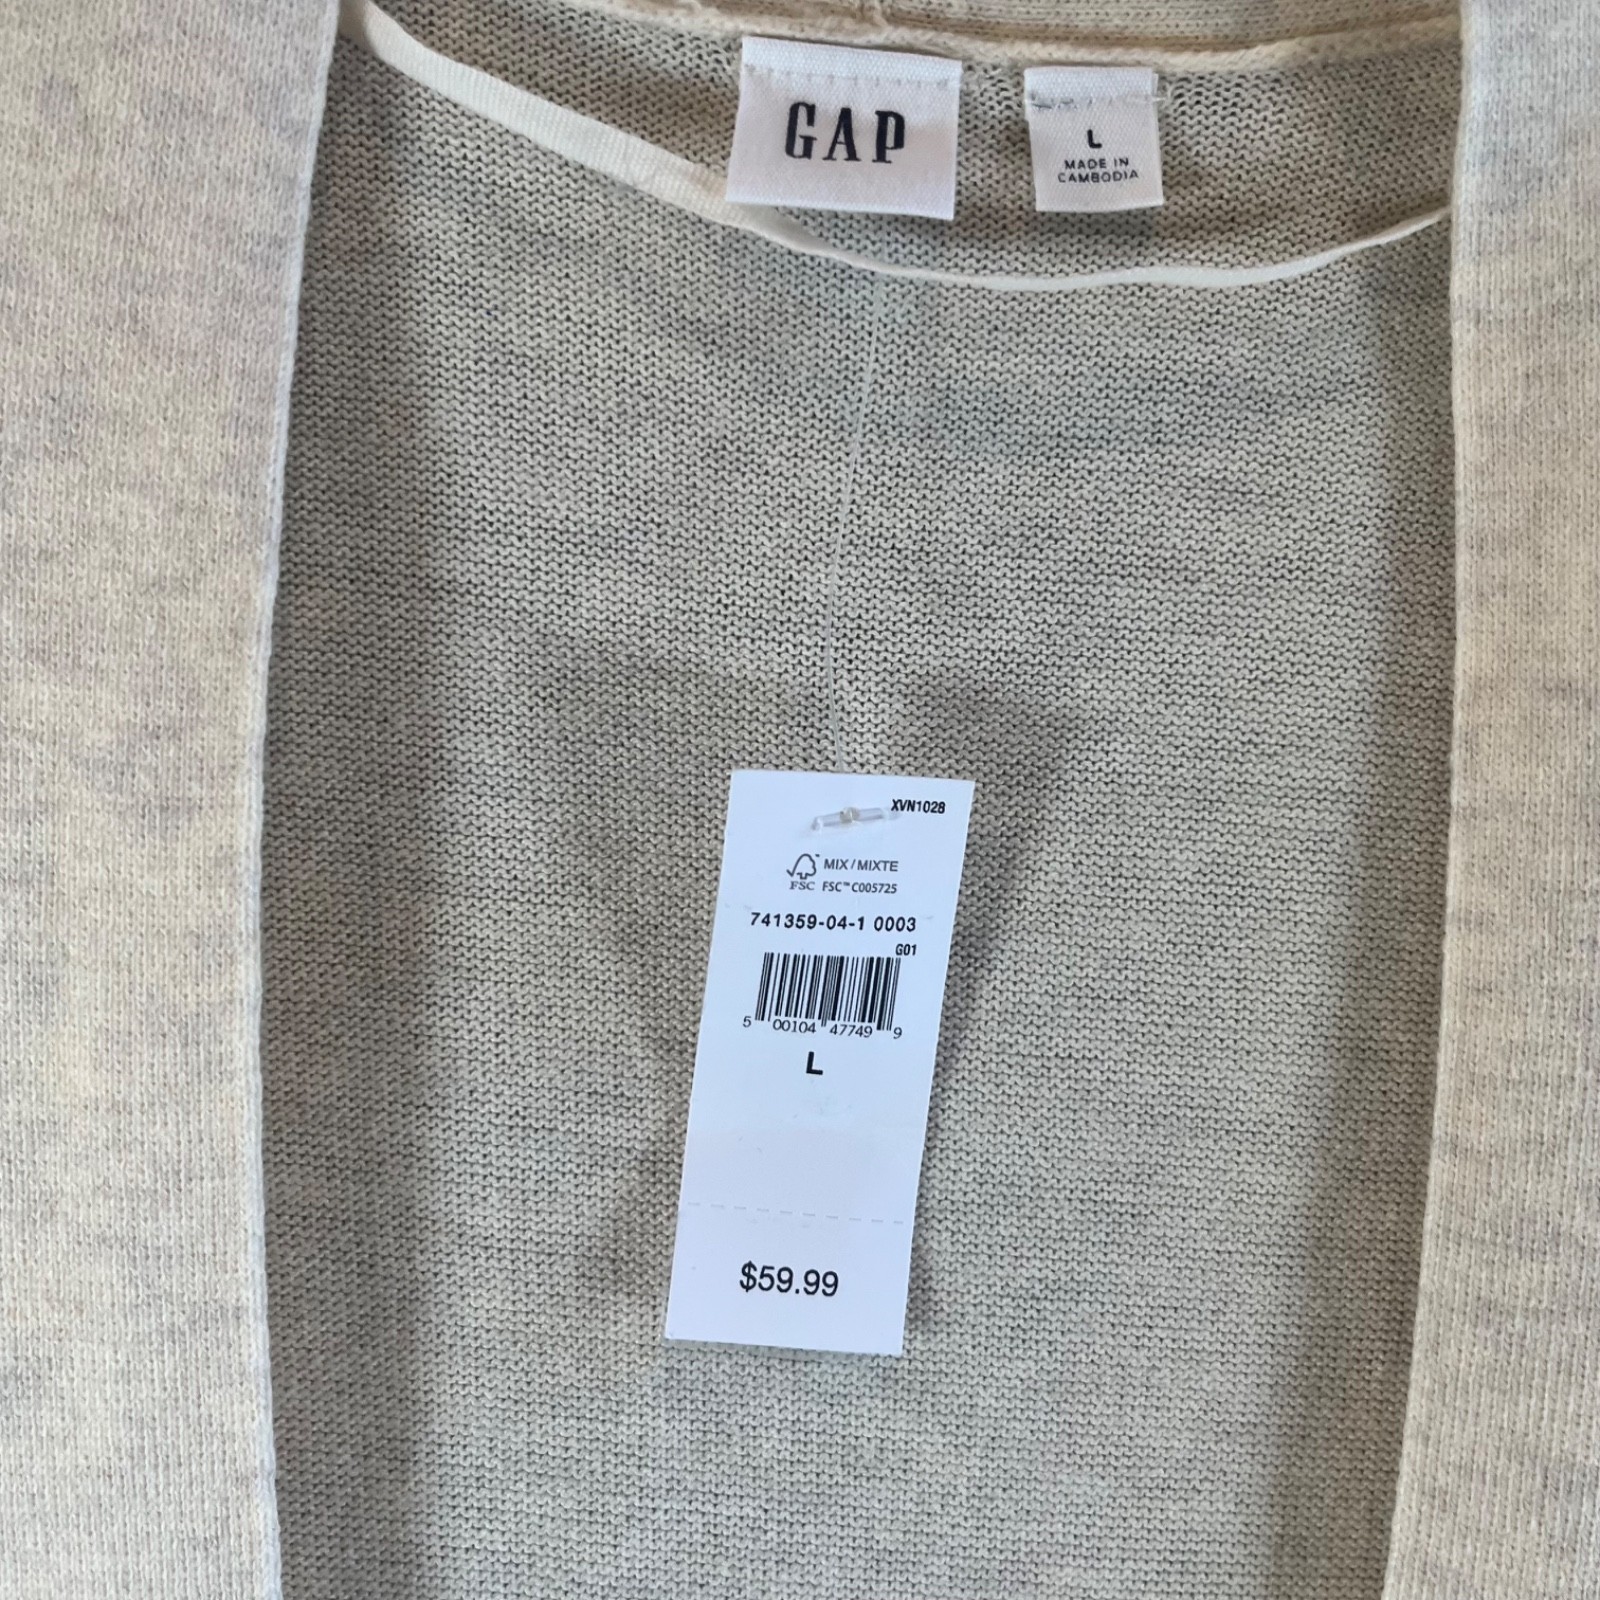 GAP
L
MADE IN
CAMBODIA
XVN1028
MIX / MIXTE
FSC FSC™ C005725
741359-04-1 0003
G01
5 00104 47749 9
L
$59.99